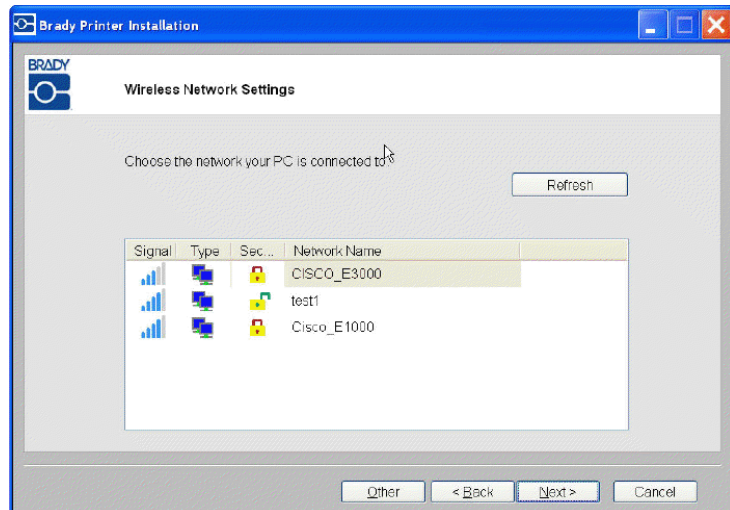 Brady Printer Installation
BRADY
Wireless Network Settings
Choose the network your PC is connected to.
Refresh
Signal Type Sec... Network Name
CISCO_E3000
test1
Cisco_E1000
Other < Back Next > Cancel